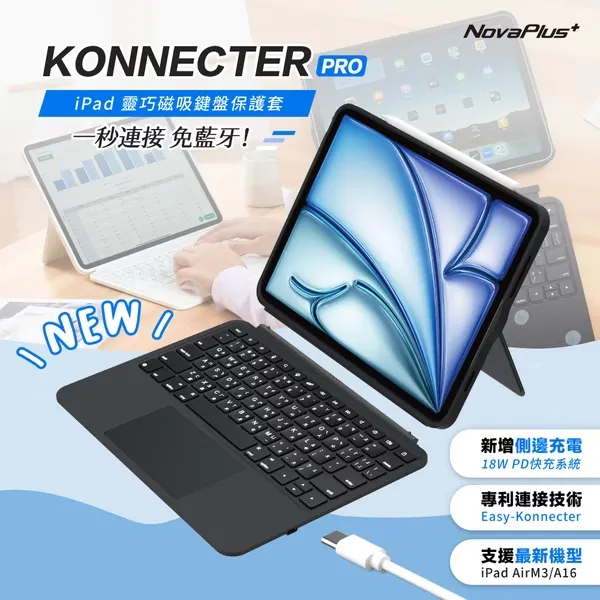 NovaPlus+
KONNECTER PRO
iPad 靈巧磁吸鍵盤保護套
一秒連接 免藍牙!
NEW
新增側邊充電
18W PD快充系統
專利連接技術
Easy-Konnecter
支援最新機型
iPad AirM3/A16